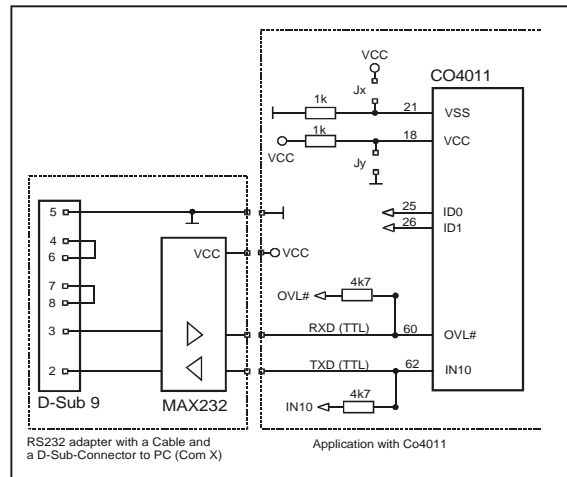 VCC
CO4011
Jx
1k
21
VSS
1k
18
VCC
VCC
Jy
5
25
ID0
26
ID1
4
6
VCC
VCC
7
8
4k7
OVL#
3
RXD (TTL)
60
OVL#
2
TXD (TTL)
62
IN10
4k7
IN10
D-Sub 9
MAX232
RS232 adapter with a Cable and
a D-Sub-Connector to PC (Com X)
Application with Co4011